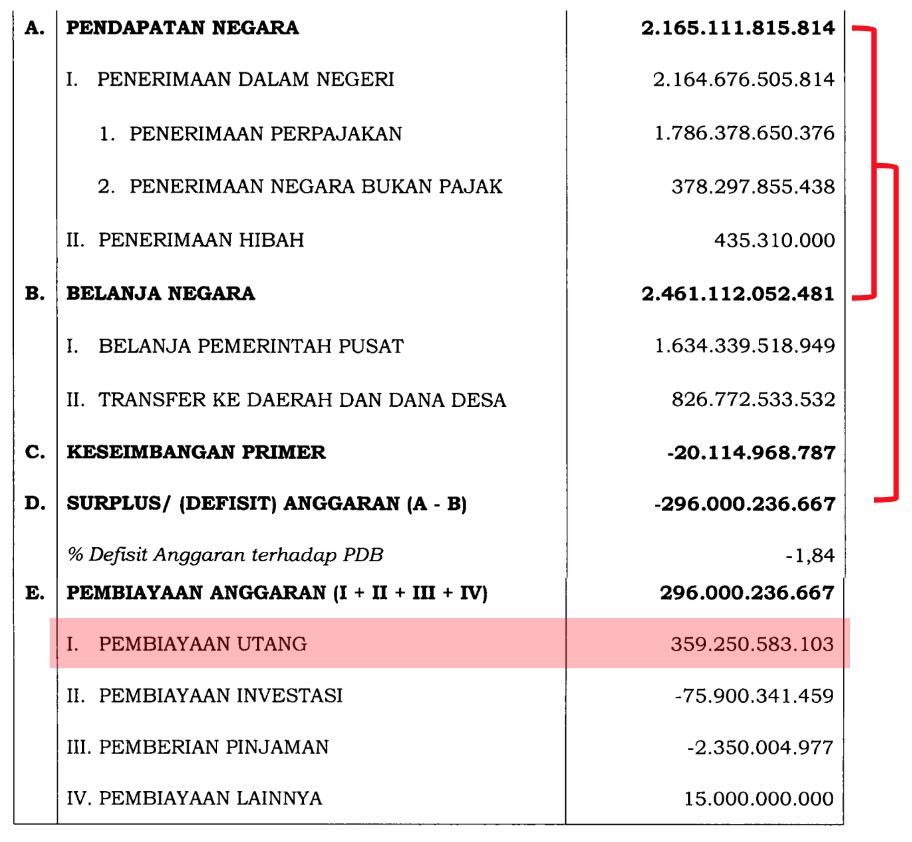 A. PENDAPATAN NEGARA 2.165.111.815.814
I. PENERIMAAN DALAM NEGERI 2.164.676.505.814
1. PENERIMAAN PERPAJAKAN 1.786.378.650.376
2. PENERIMAAN NEGARA BUKAN PAJAK 378.297.855.438
II. PENERIMAAN HIBAH 435.310.000
B. BELANJA NEGARA 2.461.112.052.481
I. BELANJA PEMERINTAH PUSAT 1.634.339.518.949
II. TRANSFER KE DAERAH DAN DANA DESA 826.772.533.532
C. KESEIMBANGAN PRIMER -20.114.968.787
D. SURPLUS/ (DEFISIT) ANGGARAN (A - B) -296.000.236.667
% Defisit Anggaran terhadap PDB -1,84
E. PEMBIAYAAN ANGGARAN (I + II + III + IV) 296.000.236.667
I. PEMBIAYAAN UTANG 359.250.583.103
II. PEMBIAYAAN INVESTASI -75.900.341.459
III. PEMBERIAN PINJAMAN -2.350.004.977
IV. PEMBIAYAAN LAINNYA 15.000.000.000